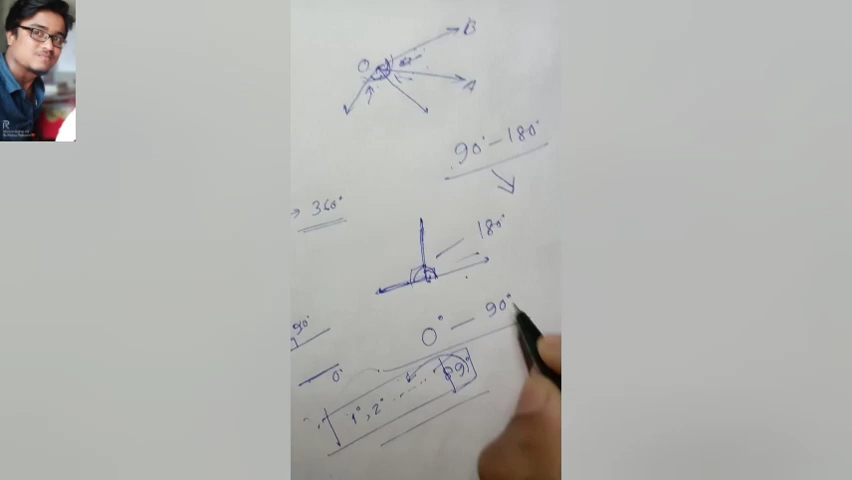 B
O
A
90°-180°
→ 360°
180°
90°
0° — 90°
0°
1°, 2° ...... 89°